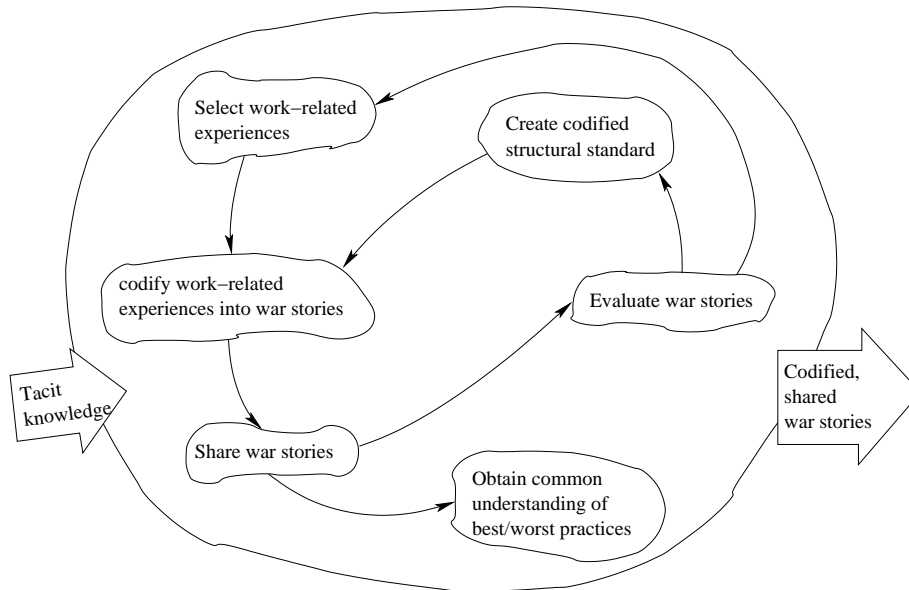 Select work−related
experiences
Create codified
structural standard
codify work−related
experiences into war stories
Evaluate war stories
Tacit
knowledge
Codified,
shared
war stories
Share war stories
Obtain common
understanding of
best/worst practices